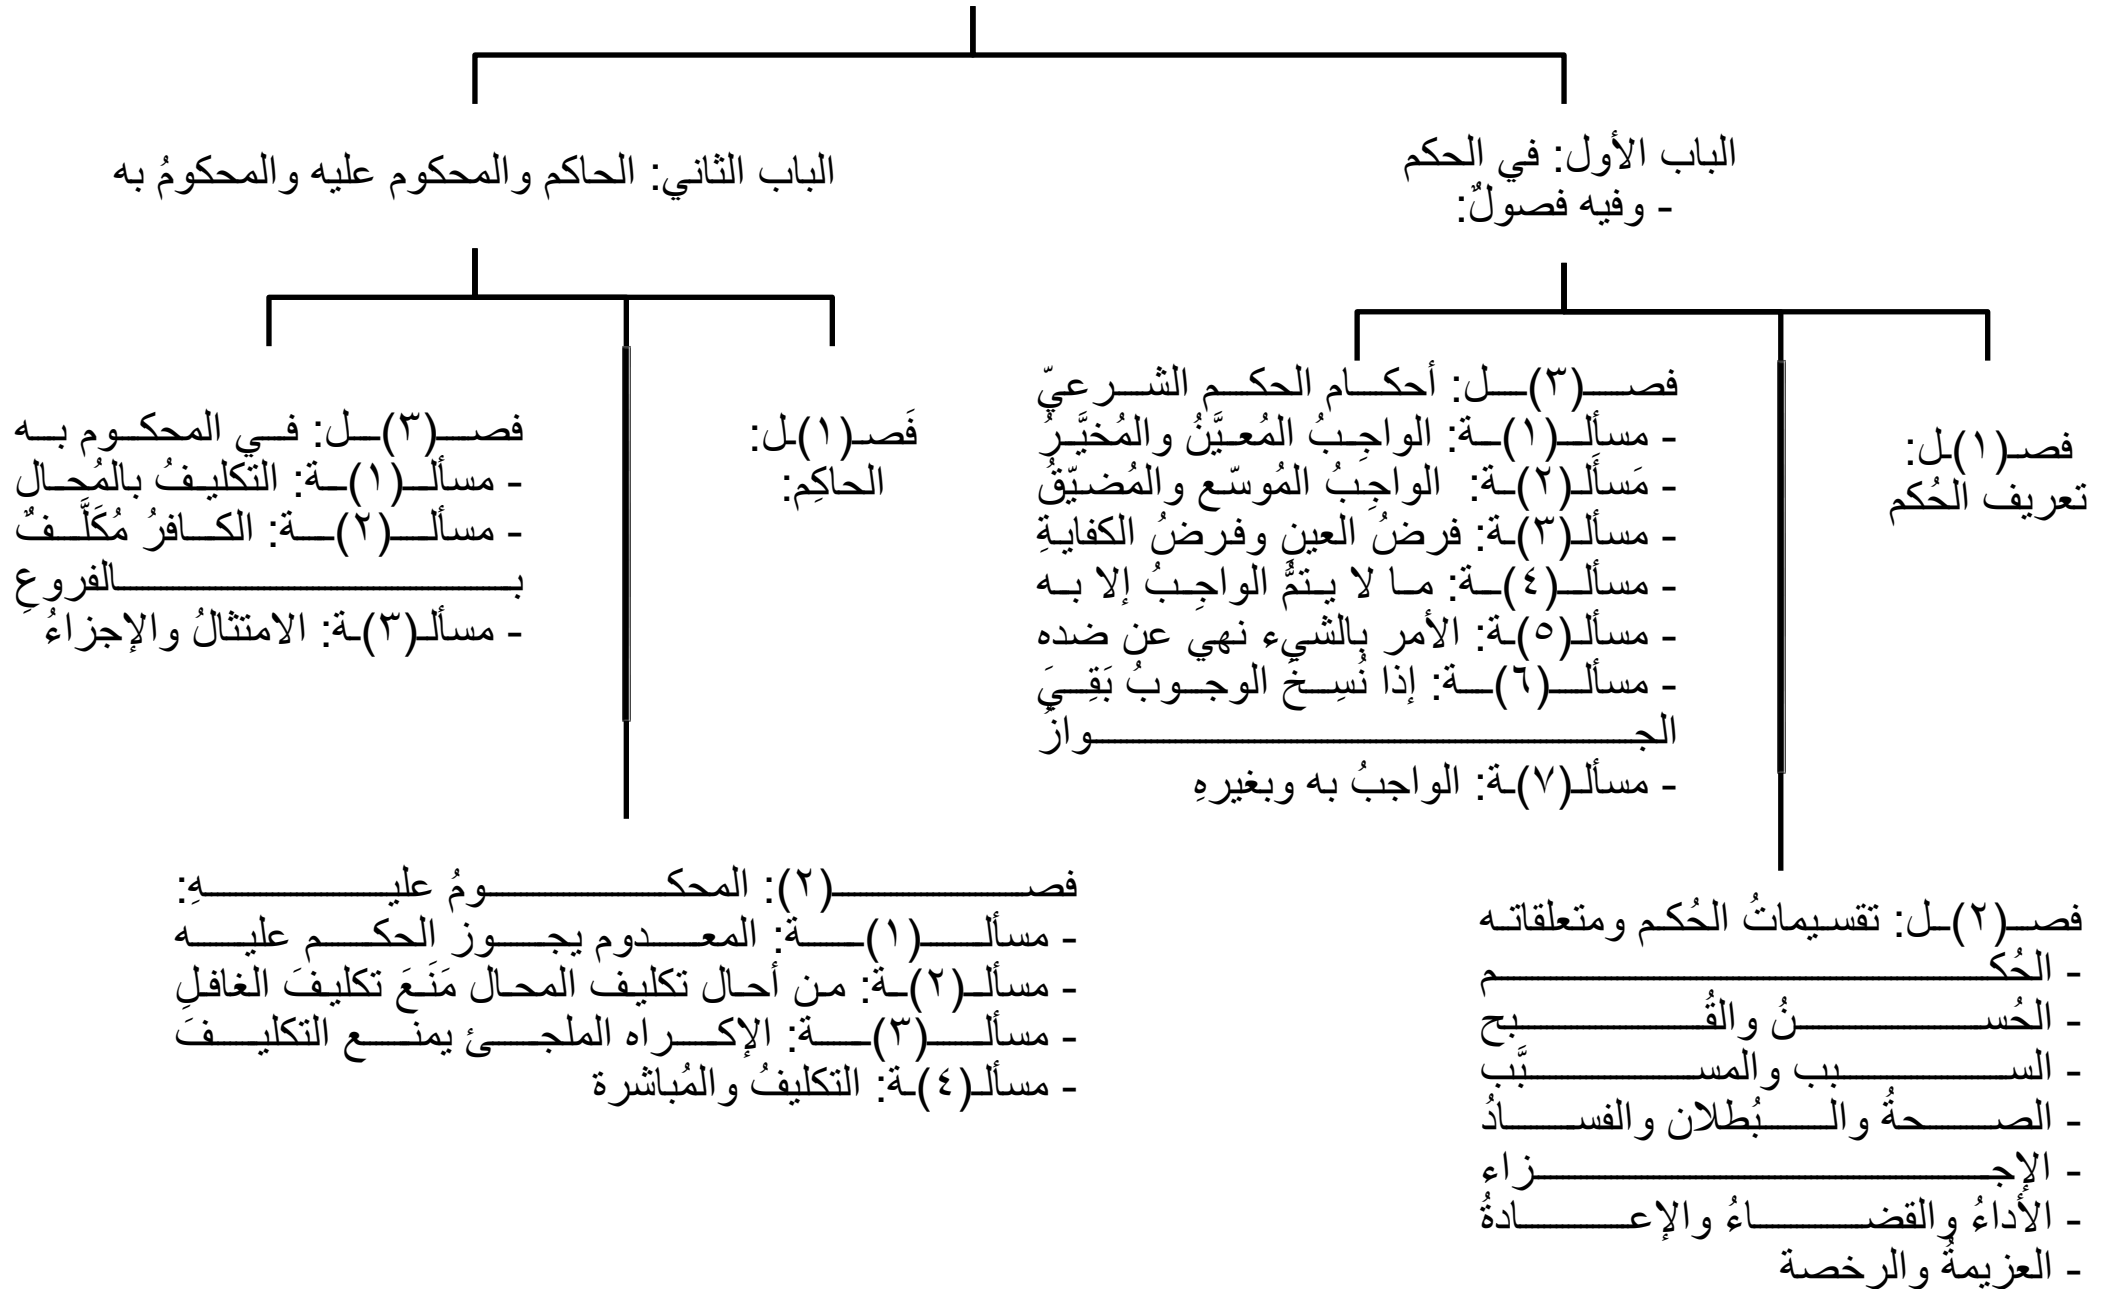 الباب الأول: في الحكم
- وفيه فصولٌ:
فصـ(١)ـل:
تعريف الحُكم
فصـ(٢)ـل: تقسيماتُ الحُكم ومتعلقاته
- الحُكم
- الحُسنُ والقُبح
- السبب والمسبَّب
- الصحةُ والبُطلان والفسادُ
- الإجزاء
- الأداءُ والقضاءُ والإعادةُ
- العزيمةُ والرخصة
فصـ(٣)ـل: أحكام الحكم الشرعيّ
- مسألـ(١)ـة: الواجِبُ المُعيَّنُ والمُخيَّرُ
- مَسألـ(٢)ـة: الواجِبُ المُوسّع والمُضيّقُ
- مسألـ(٣)ـة: فرضُ العينِ وفرضُ الكفايةِ
- مسألـ(٤)ـة: ما لا يتمُّ الواجِبُ إلا به
- مسألـ(٥)ـة: الأمر بالشيء نهي عن ضده
- مسألـ(٦)ـة: إذا نُسِخَ الوجوبُ بَقِيَ
الجوازُ
- مسألـ(٧)ـة: الواجبُ به وبغيرهِ
الباب الثاني: الحاكم والمحكوم عليه والمحكومُ به
فَصـ(١)ـل:
الحاكِم:
فصـ(٢): المحكومُ عليهِ:
- مسألـ(١)ـة: المعدوم يجوز الحكم عليه
- مسألـ(٢)ـة: من أحال تكليف المحال مَنَعَ تكليفَ الغافلِ
- مسألـ(٣)ـة: الإكراه الملجئ يمنع التكليفَ
- مسألـ(٤)ـة: التكليفُ والمُباشرة
فصـ(٣)ـل: في المحكوم به
- مسألـ(١)ـة: التكليفُ بالمُحال
- مسألـ(٢)ـة: الكافرُ مُكَلَّفٌ
بالفروعِ
- مسألـ(٣)ـة: الامتثالُ والإجزاءُ